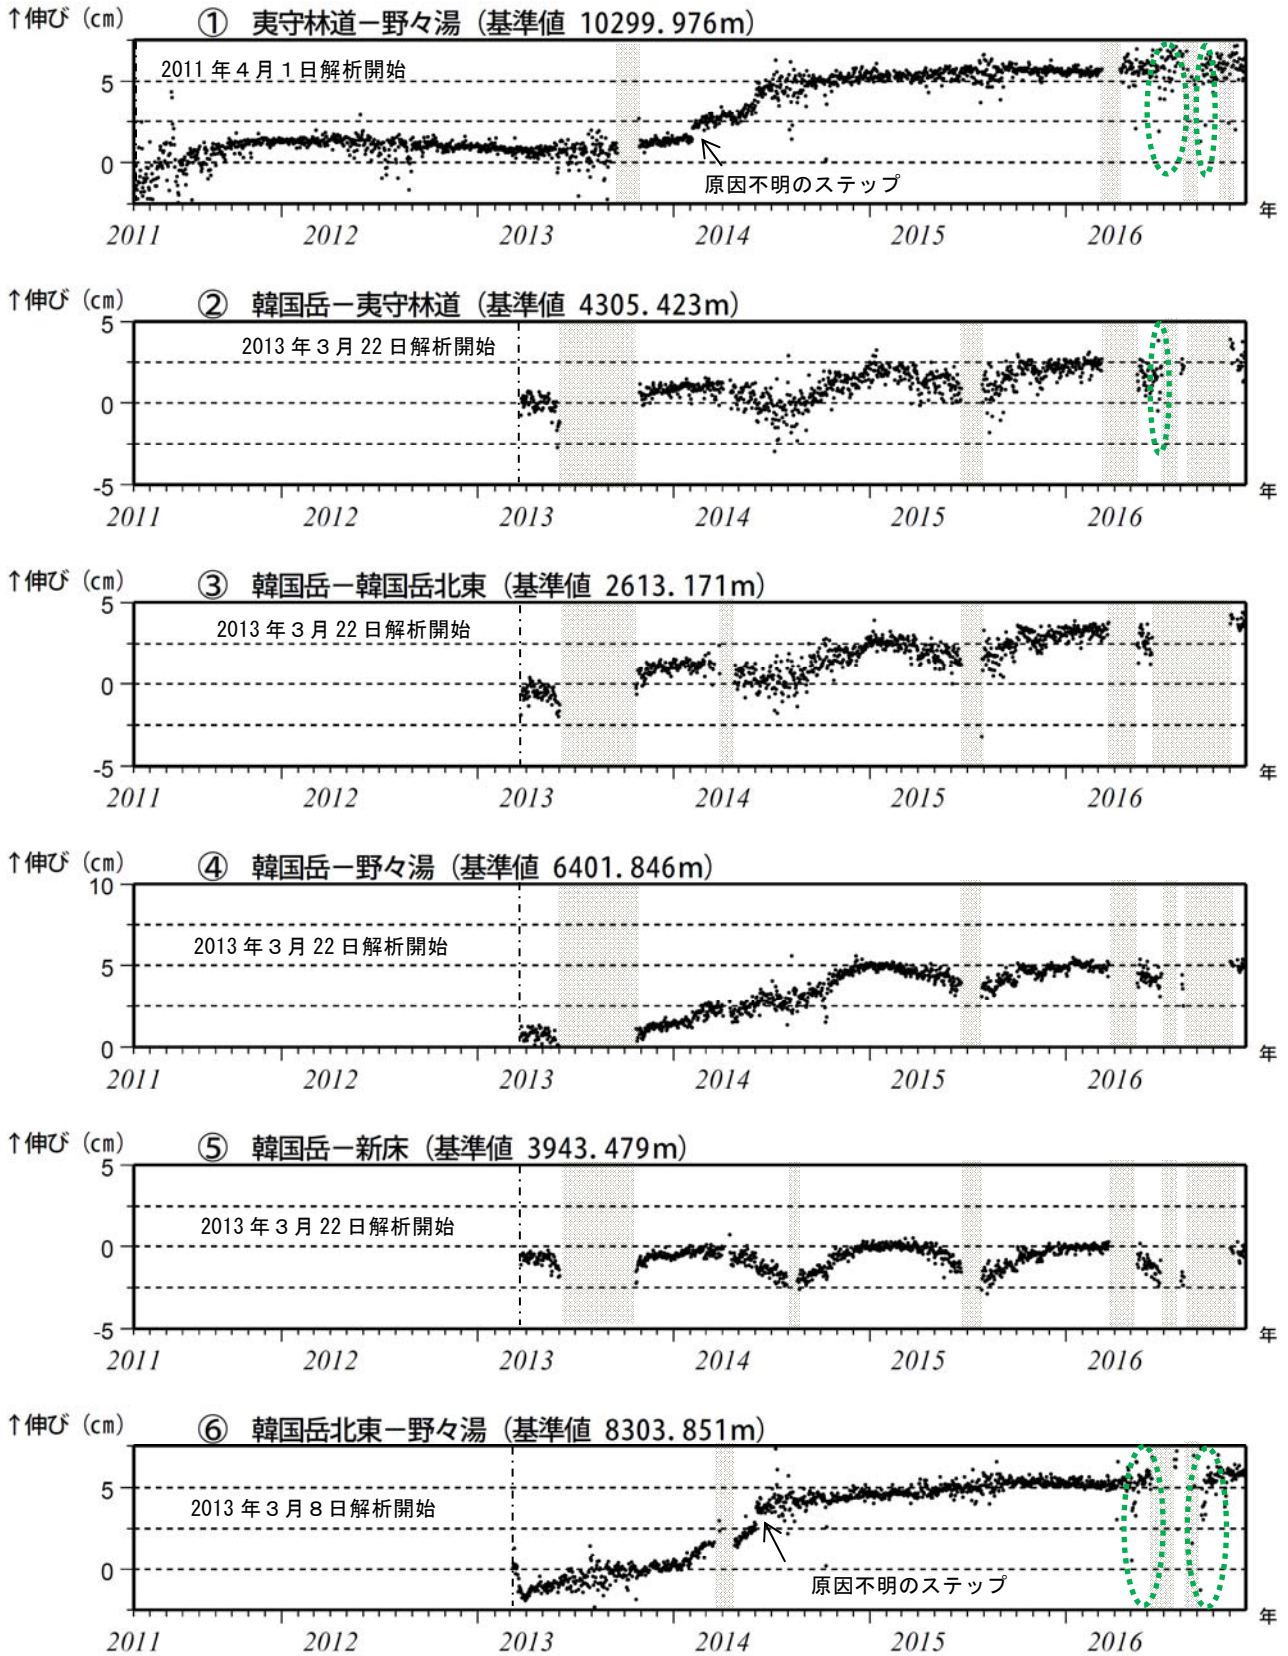 ↑伸び（cm） ① 夷守林道－野々湯（基準値 10299.976m）
2011年４月１日解析開始
5
0
原因不明のステップ
2011 2012 2013 2014 2015 2016 年
↑伸び（cm） ② 韓国岳－夷守林道（基準値 4305.423m）
5
2013年３月22日解析開始
0
-5
2011 2012 2013 2014 2015 2016 年
↑伸び（cm） ③ 韓国岳－韓国岳北東（基準値 2613.171m）
5
2013年３月22日解析開始
0
-5
2011 2012 2013 2014 2015 2016 年
↑伸び（cm） ④ 韓国岳－野々湯（基準値 6401.846m）
10
2013年３月22日解析開始
5
0
2011 2012 2013 2014 2015 2016 年
↑伸び（cm） ⑤ 韓国岳－新床（基準値 3943.479m）
5
2013年３月22日解析開始
0
-5
2011 2012 2013 2014 2015 2016 年
↑伸び（cm） ⑥ 韓国岳北東－野々湯（基準値 8303.851m）
5
2013年３月８日解析開始
0
原因不明のステップ
2011 2012 2013 2014 2015 2016 年